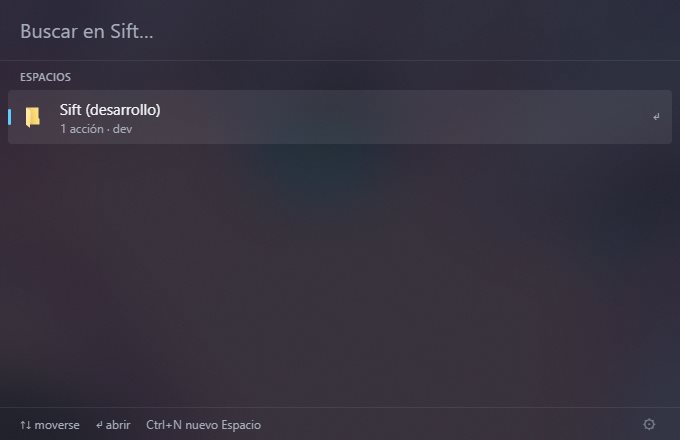 Buscar en Sift...
ESPACIOS
Sift (desarrollo)
1 acción · dev
↑↓ moverse ↲ abrir Ctrl+N nuevo Espacio